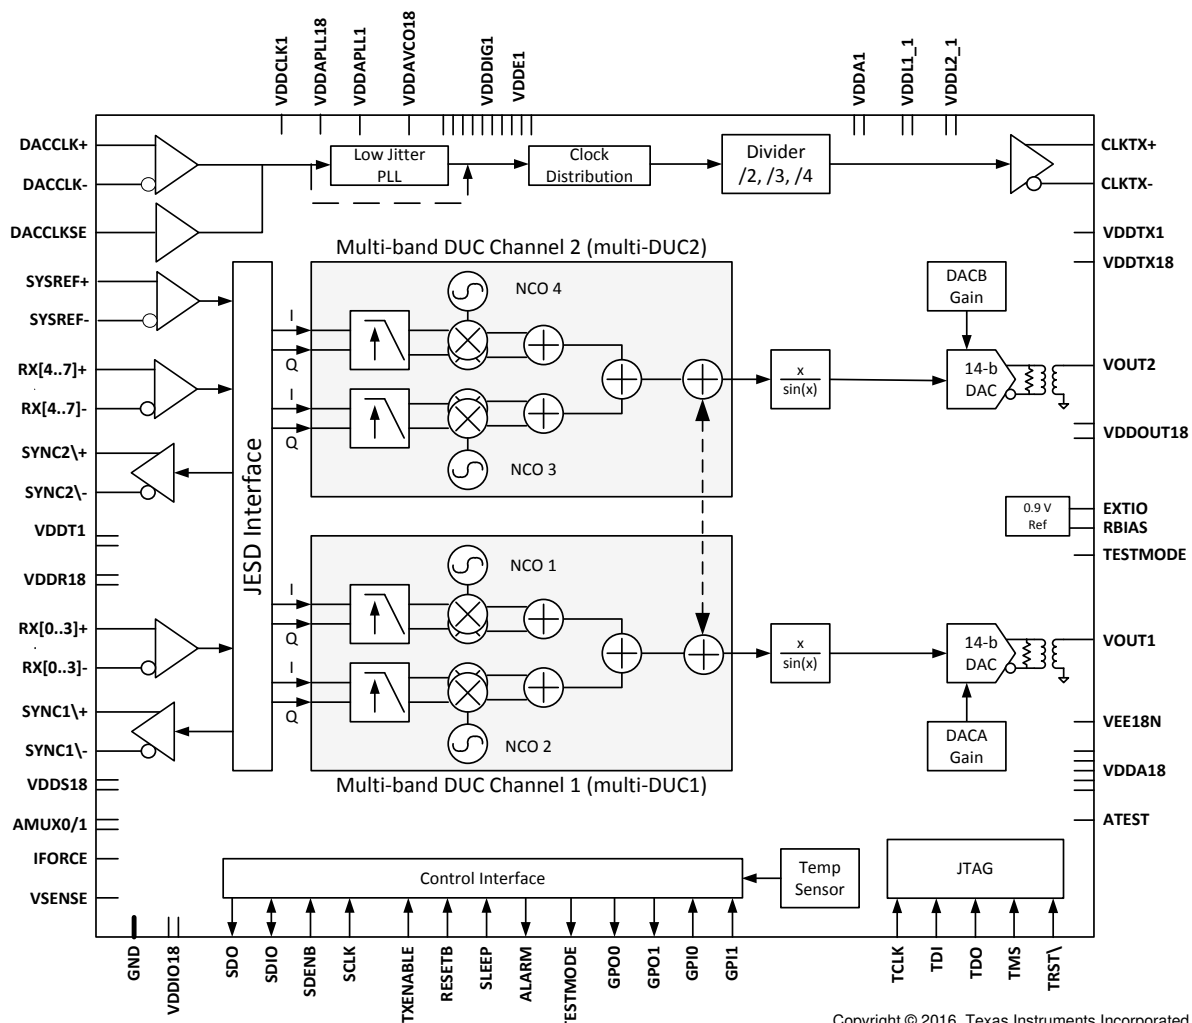 VDDCLK1
VDDAPLL18
VDDAPLL1
VDDAVCO18
VDDDIG1
VDDE1
VDDA1
VDDL1_1
VDDL2_1
DACCLK+
DACCLK-
DACCLKSE
Low Jitter
PLL
Clock
Distribution
Divider
/2, /3, /4
CLKTX+
CLKTX-
VDDTX1
VDDTX18
SYSREF+
SYSREF-
RX[4..7]+
RX[4..7]-
SYNC2\+
SYNC2\-
VDDT1
VDDR18
RX[0..3]+
RX[0..3]-
SYNC1\+
SYNC1\-
VDDS18
AMUX0/1
IFORCE
VSENSE
JESD Interface
Multi-band DUC Channel 2 (multi-DUC2)
NCO 4
I
Q
I
Q
NCO 3
x
sin(x)
DACB
Gain
14-b
DAC
VOUT2
VDDOUT18
0.9 V
Ref
EXTIO
RBIAS
TESTMODE
NCO 1
I
Q
I
Q
NCO 2
Multi-band DUC Channel 1 (multi-DUC1)
x
sin(x)
14-b
DAC
DACA
Gain
VOUT1
VEE18N
VDDA18
ATEST
Control Interface
Temp
Sensor
JTAG
GND
VDDIO18
SDO
SDIO
SDENB
SCLK
TXENABLE
RESETB
SLEEP
ALARM
TESTMODE
GPO0
GPO1
GPI0
GPI1
TCLK
TDI
TDO
TMS
TRST\
Copyright © 2016, Texas Instruments Incorporated